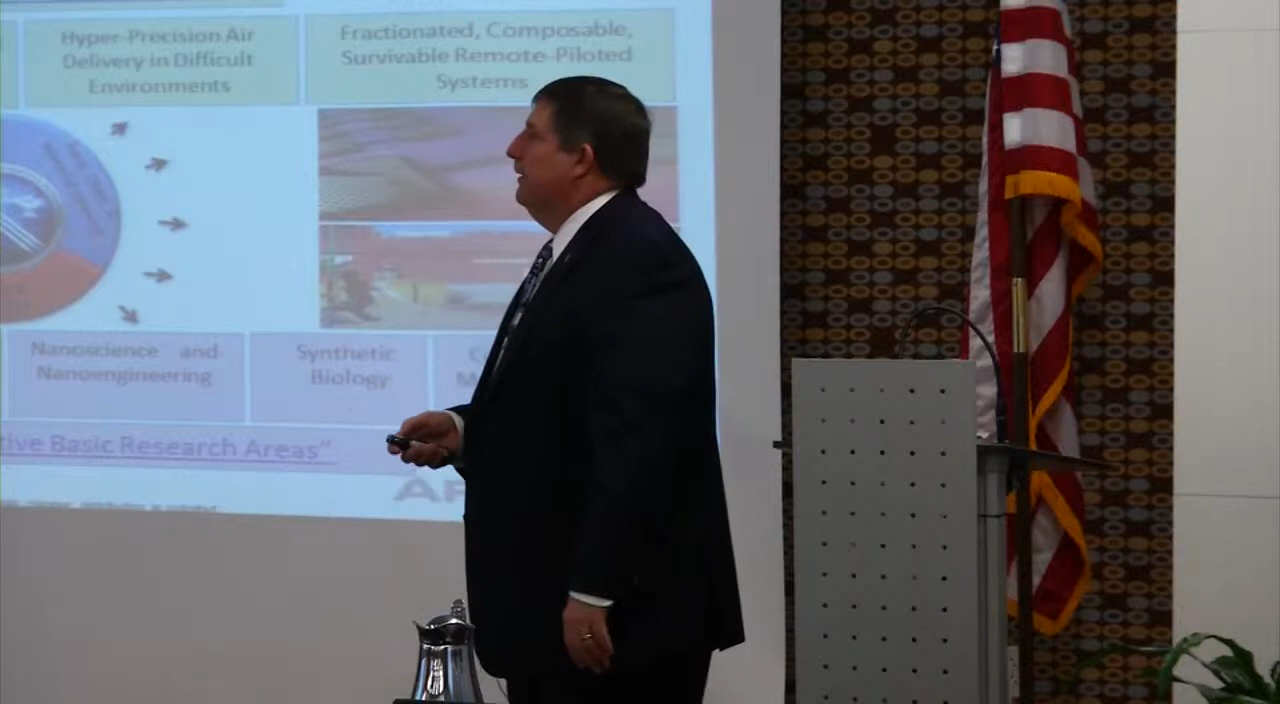 Hyper-Precision Air
Delivery in Difficult
Environments
Fractionated, Composable,
Survivable Remote-Piloted
Systems
Nanoscience and
Nanoengineering
Synthetic
Biology
Basic Research Areas"